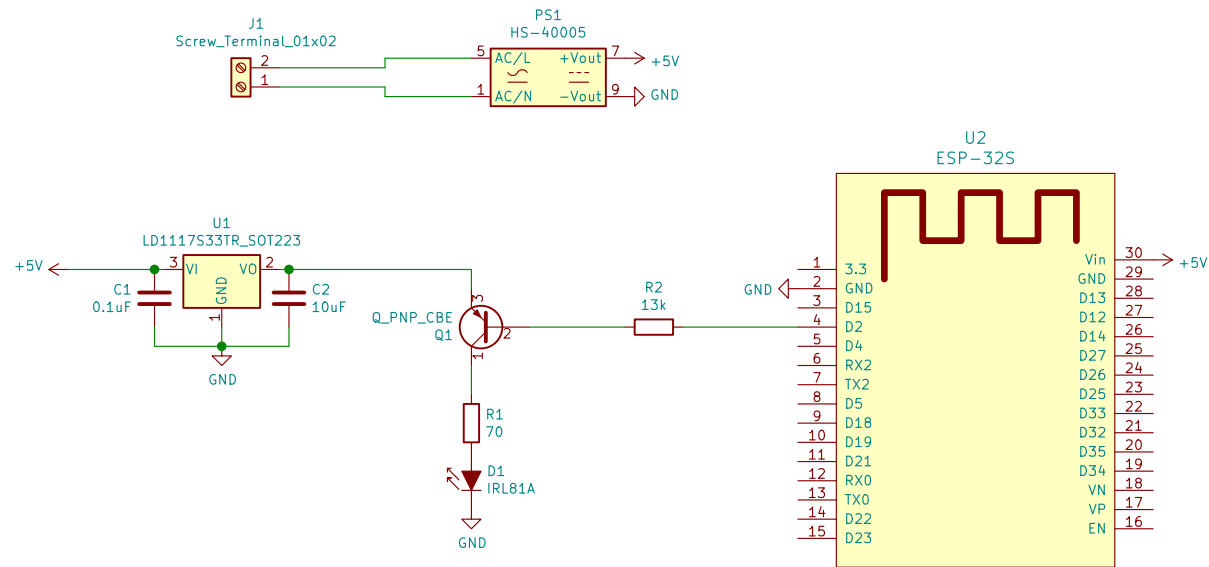 J1
Screw_Terminal_01x02
2
1
PS1
HS-40005
5 AC/L +Vout 7
1 AC/N -Vout 9
+5V
GND
U1
LD1117S33TR_SOT223
+5V
3 VI VO 2
GND
1
C1
0.1uF
C2
10uF
GND
Q_PNP_CBE
Q1
3
2
1
R2
13k
R1
70
D1
IRL81A
GND
U2
ESP-32S
GND
+5V
1 3.3
2 GND
3 D15
4 D2
5 D4
6 RX2
7 TX2
8 D5
9 D18
10 D19
11 D21
12 RX0
13 TX0
14 D22
15 D23
Vin 30
GND 29
D13 28
D12 27
D14 26
D27 25
D26 24
D25 23
D33 22
D32 21
D35 20
D34 19
VN 18
VP 17
EN 16